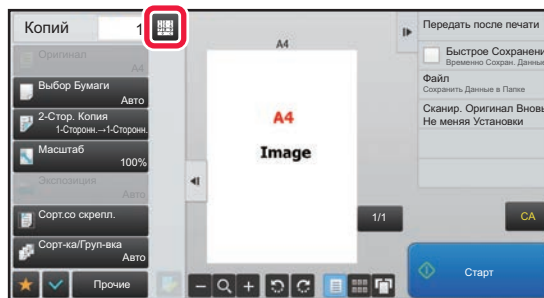 Копий 1
Оригинал
A4
Выбор Бумаги
Авто
2-Стор. Копия
1-Сторонн.→1-Сторонн.
Масштаб
100%
Экспозиция
Авто
Сорт.со скрепл.
Сорт-ка/Груп-вка
Авто
Прочие
A4
A4
Image
1/1
Передать после печати
Быстрое Сохранени
Временно Сохран. Данные
Файл
Сохранить Данные в Папке
Сканир. Оригинал Вновь
Не меняя Установки
CA
Старт